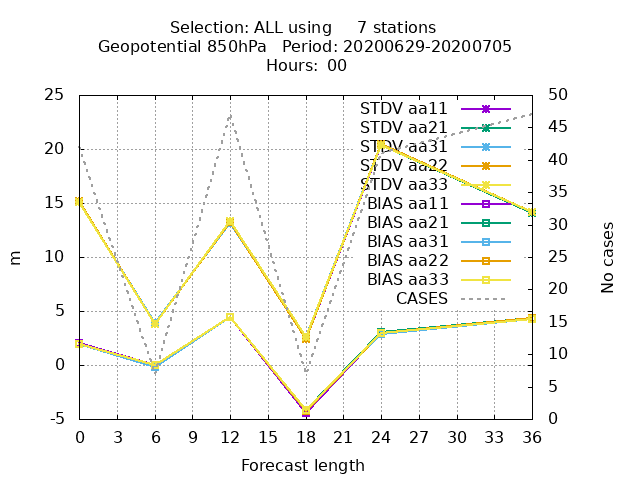 Selection: ALL using     7 stations
Geopotential 850hPa   Period: 20200629-20200705
Hours: 00
25
20
15
10
5
0
-5
m
STDV aa11
STDV aa21
STDV aa31
STDV aa22
STDV aa33
BIAS aa11
BIAS aa21
BIAS aa31
BIAS aa22
BIAS aa33
CASES
50
45
40
35
30
25
20
15
10
5
0
No cases
0 3 6 9 12 15 18 21 24 27 30 33 36
Forecast length